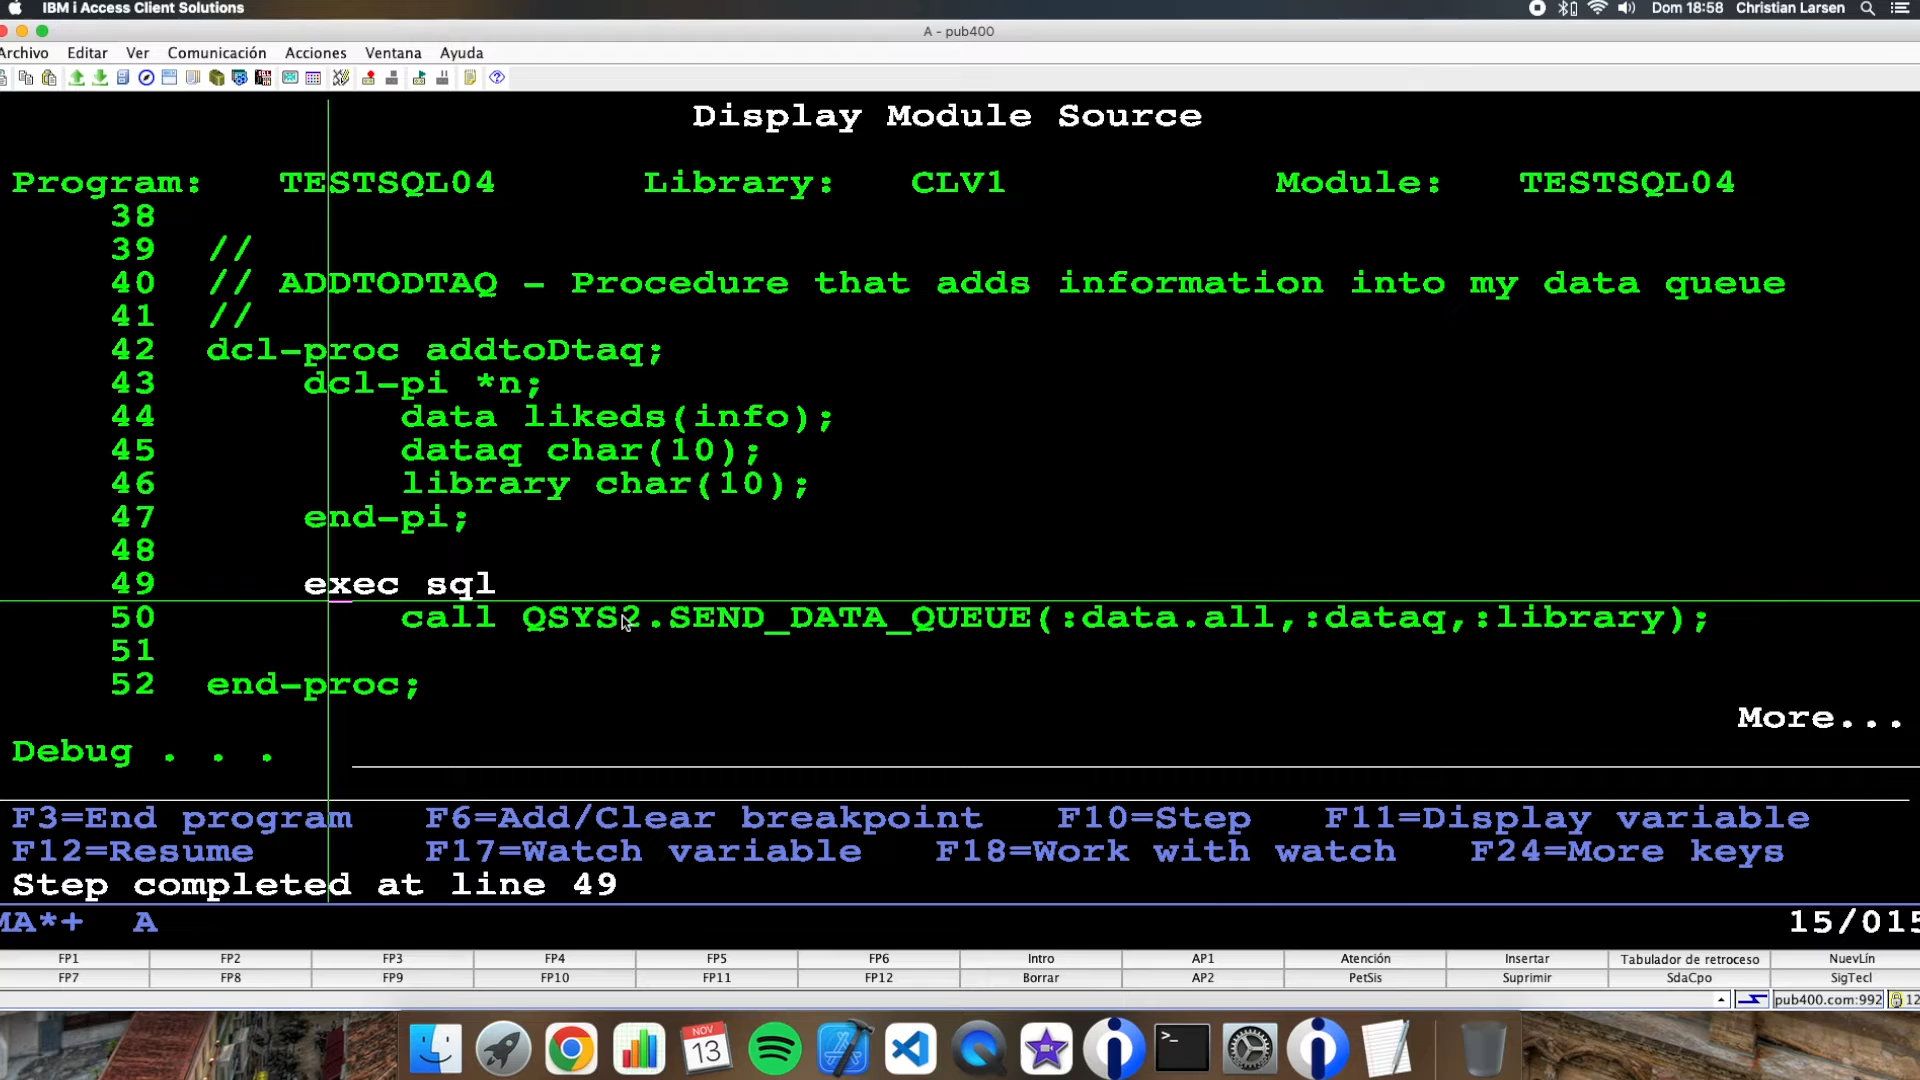 IBM i Access Client Solutions Dom 18:58 Christian Larsen
A - pub400
Archivo Editar Ver Comunicación Acciones Ventana Ayuda
Display Module Source
Program: TESTSQL04 Library: CLV1 Module: TESTSQL04
38
39 //
40 // ADDTODTAQ - Procedure that adds information into my data queue
41 //
42 dcl-proc addtoDtaq;
43 dcl-pi *n;
44 data likeds(info);
45 dataq char(10);
46 library char(10);
47 end-pi;
48
49 exec sql
50 call QSYS2.SEND_DATA_QUEUE(:data.all,:dataq,:library);
51
52 end-proc;
More...
Debug . . .
F3=End program F6=Add/Clear breakpoint F10=Step F11=Display variable
F12=Resume F17=Watch variable F18=Work with watch F24=More keys
Step completed at line 49
MA*+ A 15/015
FP1 FP2 FP3 FP4 FP5 FP6 Intro AP1 Atención Insertar Tabulador de retroceso NuevLín
FP7 FP8 FP9 FP10 FP11 FP12 Borrar AP2 PetSis Suprimir SdaCpo SigTecl
pub400.com:992 12
NOV
13